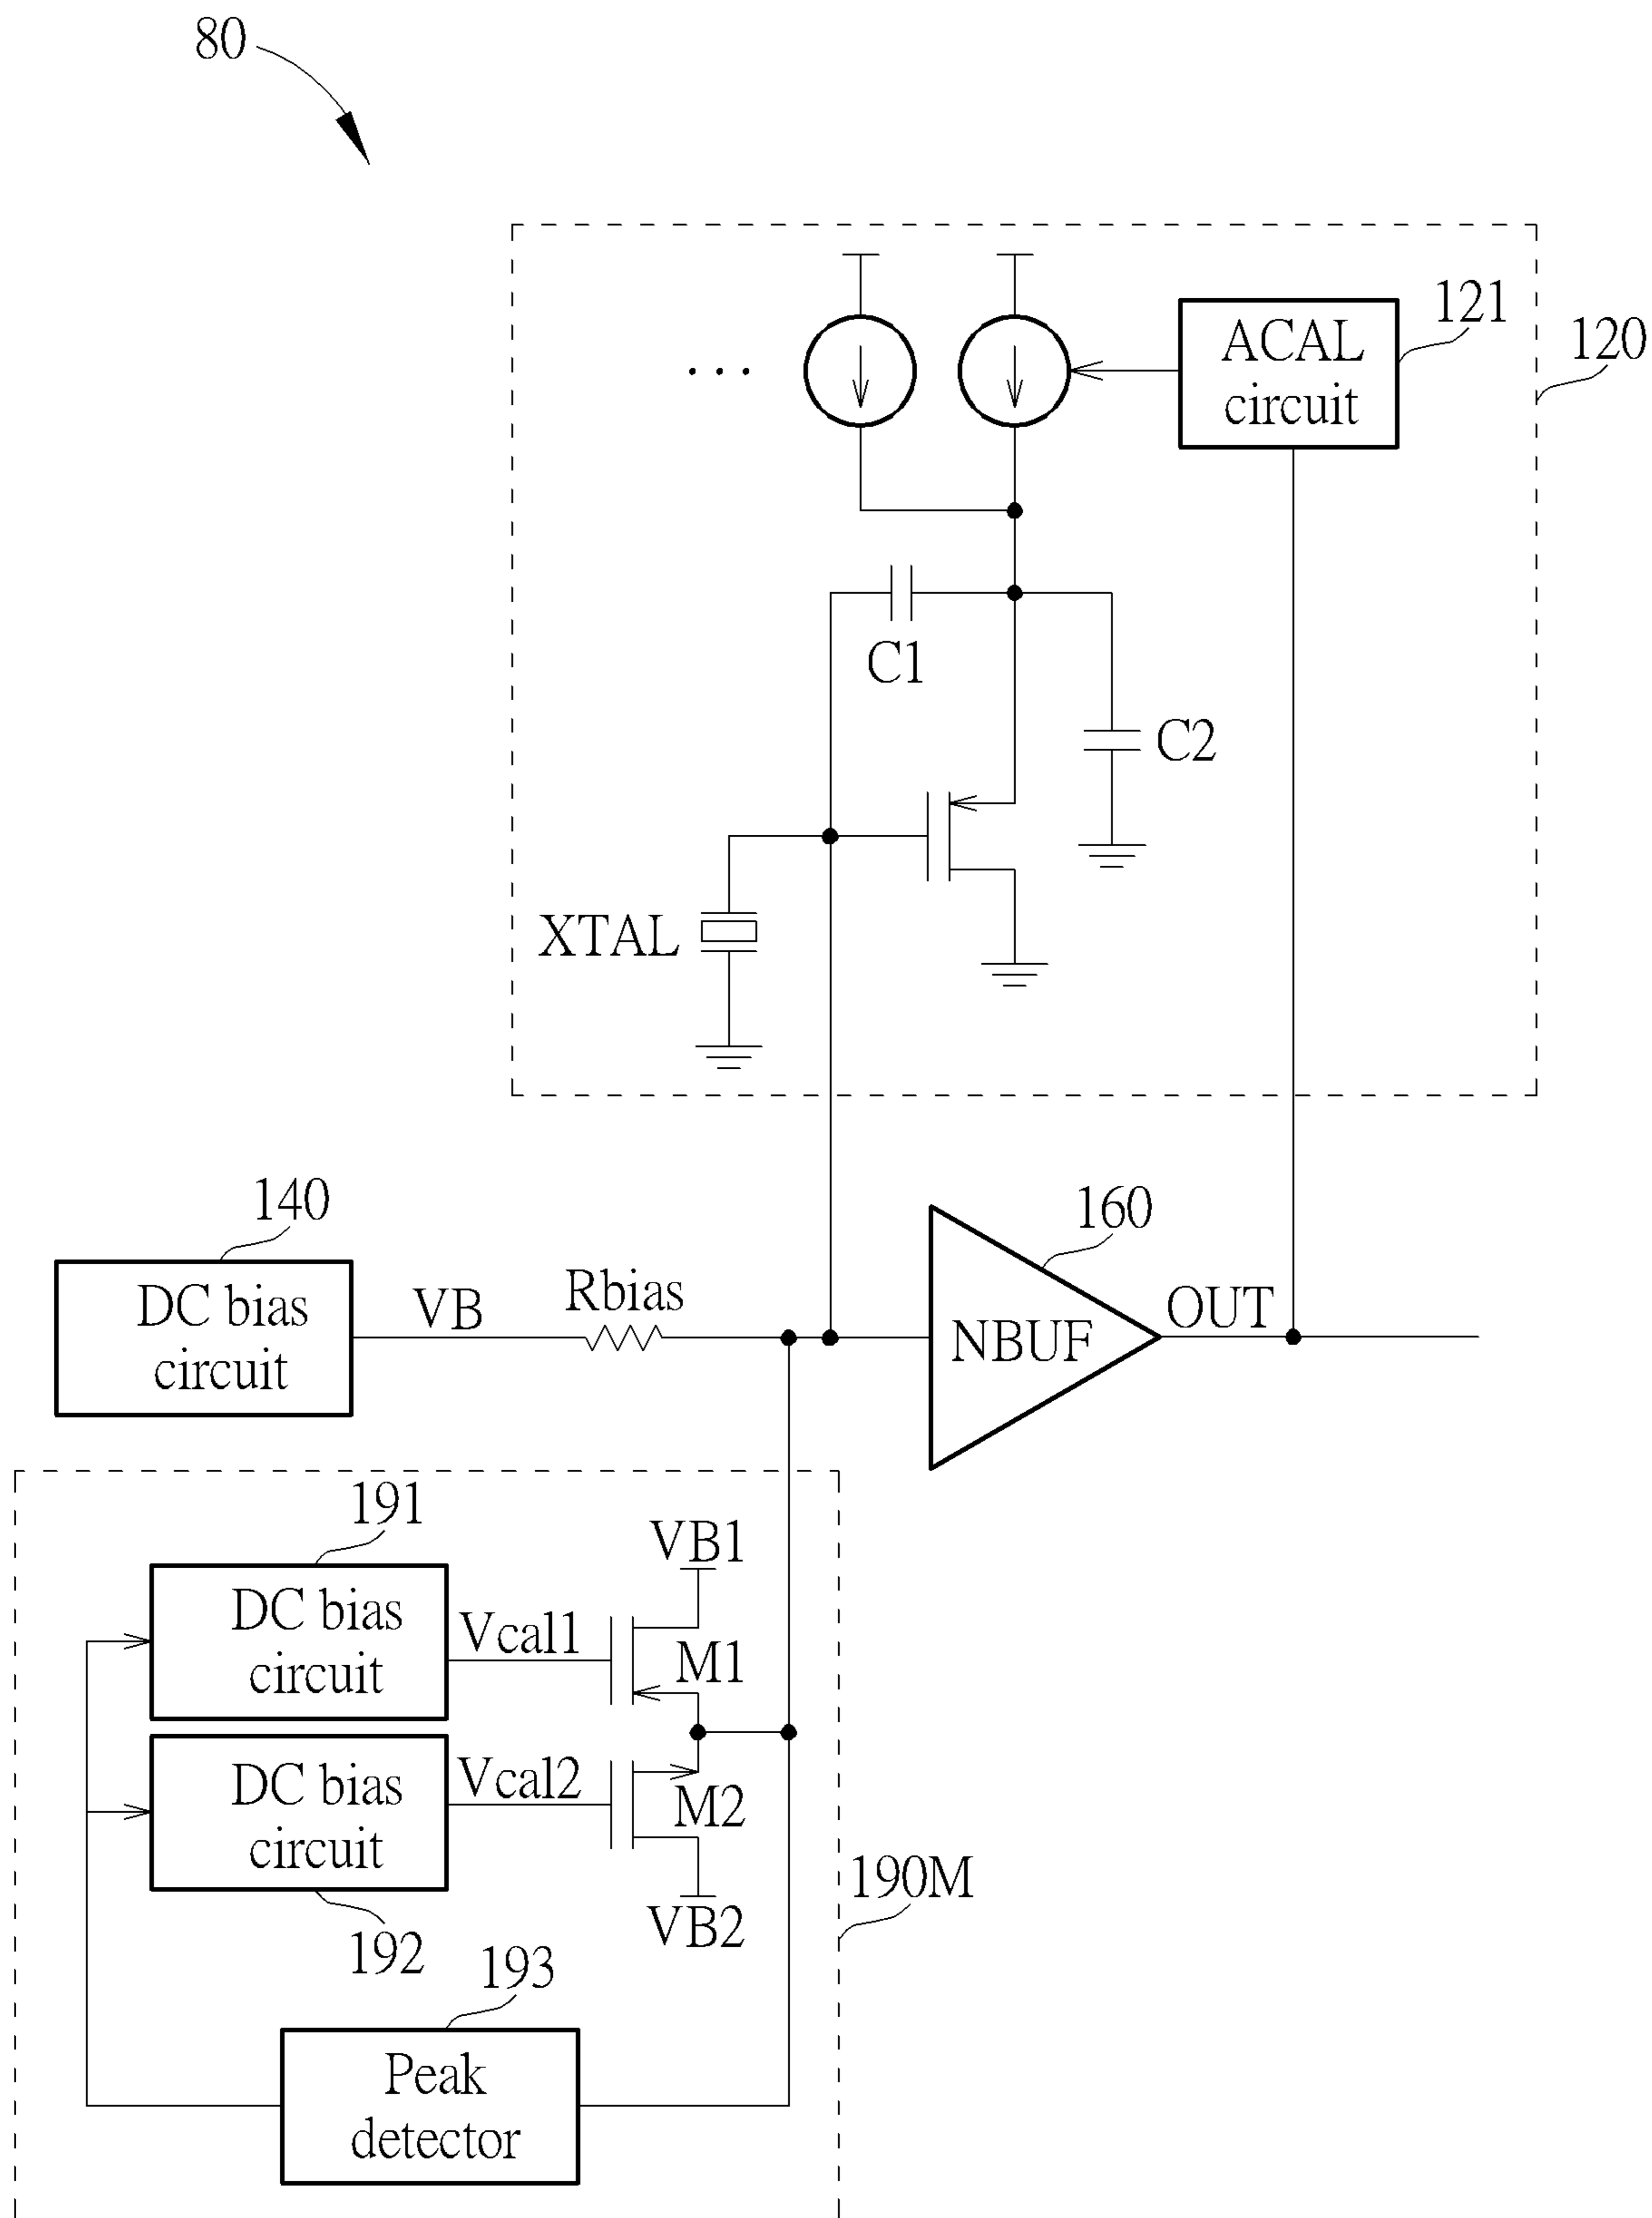 80
ACAL
circuit
121
120
...
C1
C2
XTAL
140
DC bias
circuit
VB
Rbias
160
NBUF
OUT
191
DC bias
circuit
Vcal1
VB1
M1
DC bias
circuit
Vcal2
M2
VB2
192
190M
193
Peak
detector